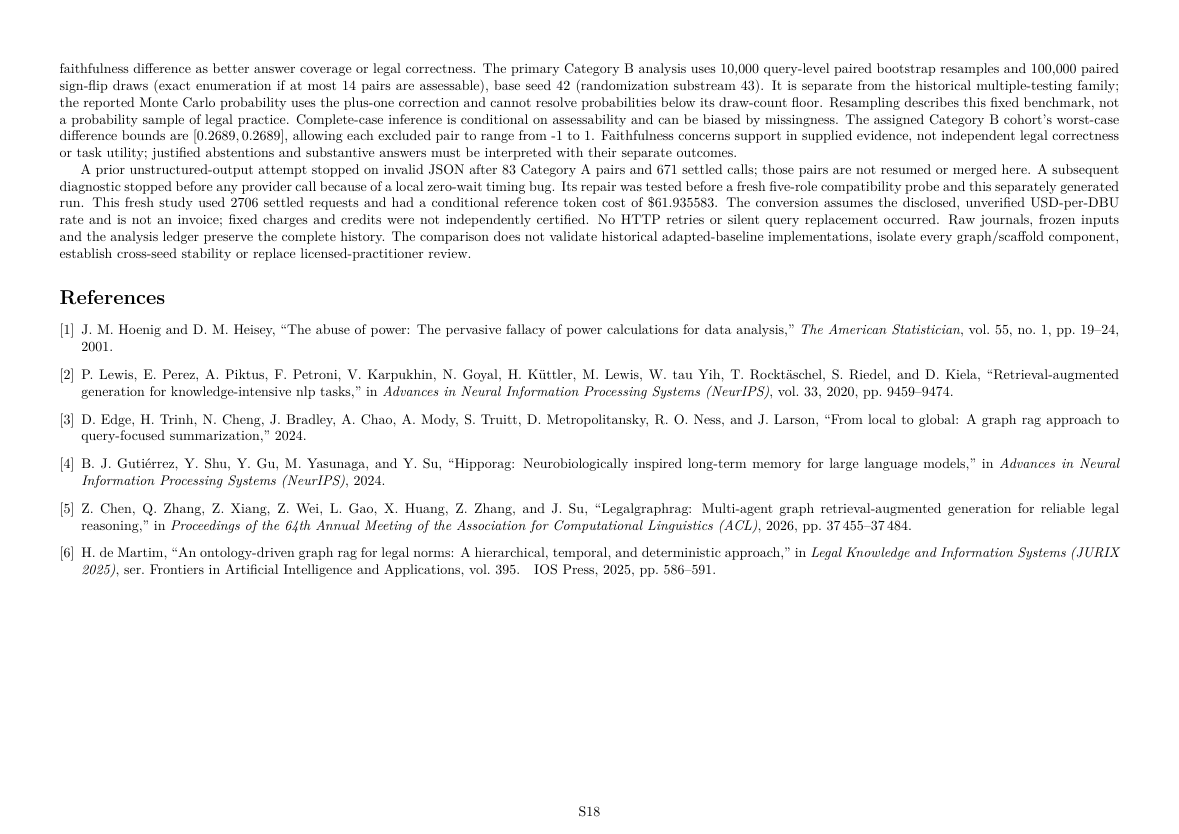 faithfulness difference as better answer coverage or legal correctness. The primary Category B analysis uses 10,000 query-level paired bootstrap resamples and 100,000 paired
sign-flip draws (exact enumeration if at most 14 pairs are assessable), base seed 42 (randomization substream 43). It is separate from the historical multiple-testing family;
the reported Monte Carlo probability uses the plus-one correction and cannot resolve probabilities below its draw-count floor. Resampling describes this fixed benchmark, not
a probability sample of legal practice. Complete-case inference is conditional on assessability and can be biased by missingness. The assigned Category B cohort's worst-case
difference bounds are [0.2689, 0.2689], allowing each excluded pair to range from -1 to 1. Faithfulness concerns support in supplied evidence, not independent legal correctness
or task utility; justified abstentions and substantive answers must be interpreted with their separate outcomes.
A prior unstructured-output attempt stopped on invalid JSON after 83 Category A pairs and 671 settled calls; those pairs are not resumed or merged here. A subsequent
diagnostic stopped before any provider call because of a local zero-wait timing bug. Its repair was tested before a fresh five-role compatibility probe and this separately generated
run. This fresh study used 2706 settled requests and had a conditional reference token cost of $61.935583. The conversion assumes the disclosed, unverified USD-per-DBU
rate and is not an invoice; fixed charges and credits were not independently certified. No HTTP retries or silent query replacement occurred. Raw journals, frozen inputs
and the analysis ledger preserve the complete history. The comparison does not validate historical adapted-baseline implementations, isolate every graph/scaffold component,
establish cross-seed stability or replace licensed-practitioner review.
References
[1] J. M. Hoenig and D. M. Heisey, “The abuse of power: The pervasive fallacy of power calculations for data analysis,” The American Statistician, vol. 55, no. 1, pp. 19–24,
2001.
[2] P. Lewis, E. Perez, A. Piktus, F. Petroni, V. Karpukhin, N. Goyal, H. Küttler, M. Lewis, W. tau Yih, T. Rocktäschel, S. Riedel, and D. Kiela, “Retrieval-augmented
generation for knowledge-intensive nlp tasks,” in Advances in Neural Information Processing Systems (NeurIPS), vol. 33, 2020, pp. 9459–9474.
[3] D. Edge, H. Trinh, N. Cheng, J. Bradley, A. Chao, A. Mody, S. Truitt, D. Metropolitansky, R. O. Ness, and J. Larson, “From local to global: A graph rag approach to
query-focused summarization,” 2024.
[4] B. J. Gutiérrez, Y. Shu, Y. Gu, M. Yasunaga, and Y. Su, “Hipporag: Neurobiologically inspired long-term memory for large language models,” in Advances in Neural
Information Processing Systems (NeurIPS), 2024.
[5] Z. Chen, Q. Zhang, Z. Xiang, Z. Wei, L. Gao, X. Huang, Z. Zhang, and J. Su, “Legalgraphrag: Multi-agent graph retrieval-augmented generation for reliable legal
reasoning,” in Proceedings of the 64th Annual Meeting of the Association for Computational Linguistics (ACL), 2026, pp. 37 455–37 484.
[6] H. de Martim, “An ontology-driven graph rag for legal norms: A hierarchical, temporal, and deterministic approach,” in Legal Knowledge and Information Systems (JURIX
2025), ser. Frontiers in Artificial Intelligence and Applications, vol. 395. IOS Press, 2025, pp. 586–591.
S18